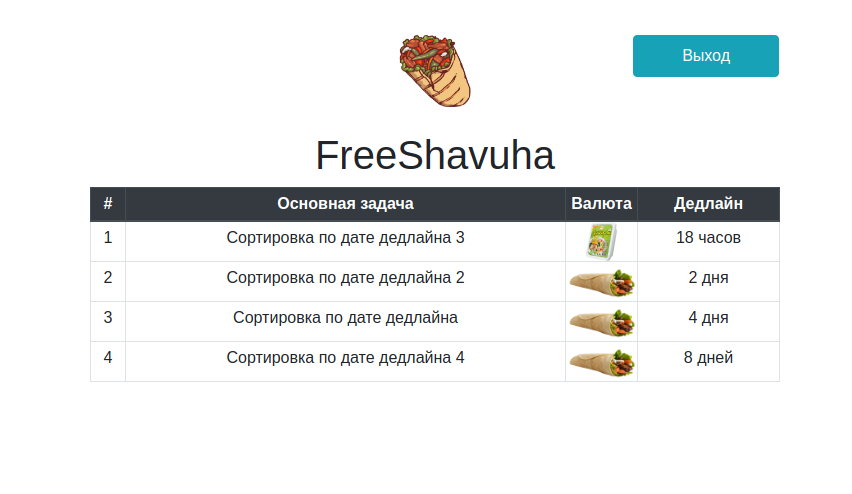 Выход
FreeShavuha
# Основная задача Валюта Дедлайн
1 Сортировка по дате дедлайна 3 18 часов
2 Сортировка по дате дедлайна 2 2 дня
3 Сортировка по дате дедлайна 4 дня
4 Сортировка по дате дедлайна 4 8 дней